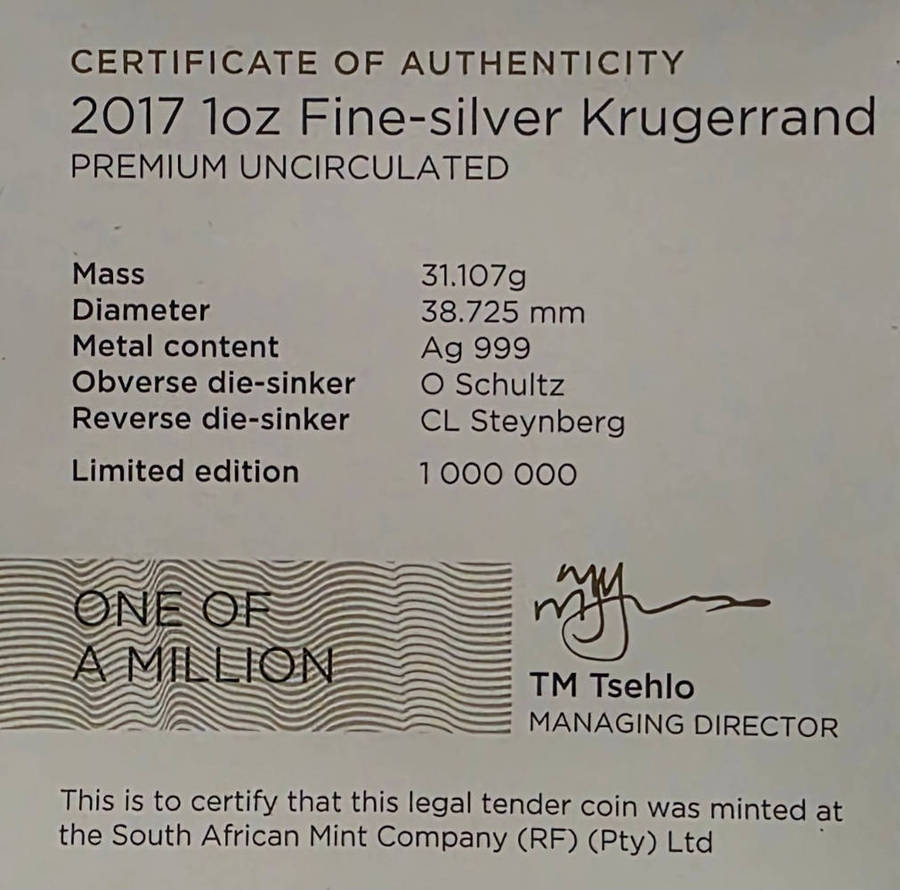 CERTIFICATE OF AUTHENTICITY
2017 1oz Fine-silver Krugerrand
PREMIUM UNCIRCULATED
Mass 31.107g
Diameter 38.725 mm
Metal content Ag 999
Obverse die-sinker O Schultz
Reverse die-sinker CL Steynberg
Limited edition 1 000 000
ONE OF
A MILLION
TM Tsehlo
MANAGING DIRECTOR
This is to certify that this legal tender coin was minted at
the South African Mint Company (RF) (Pty) Ltd